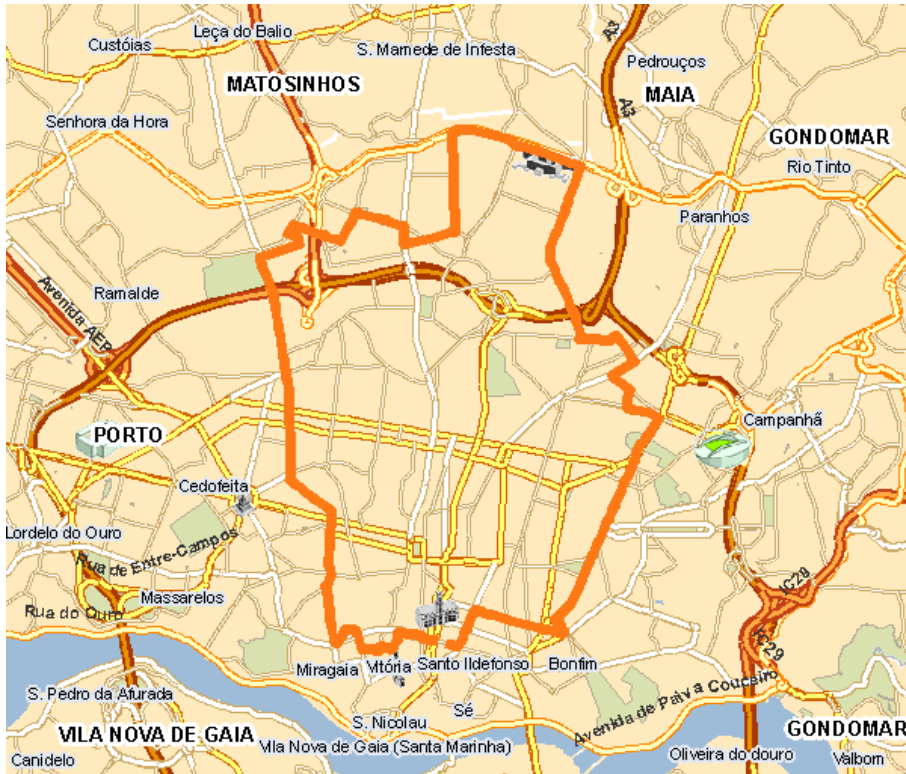 Leça do Balio
Custóias
S. Mamede de Infesta
A3
Pedrouços
MATOSINHOS
MAIA
A3
Senhora da Hora
GONDOMAR
Rio Tinto
Paranhos
Ramalde
Avenida AEP
PORTO
Campanhã
Cedofeita
Lordelo do Ouro
Rua de Entre-Campos
Massarelos
Rua do Ouro
IC29
IC29
Miragaia
Vitória
Santo Ildefonso
Bonfim
S. Pedro da Afurada
Sé
Avenida de Paiva Couceiro
S. Nicolau
VILA NOVA DE GAIA
Vila Nova de Gaia (Santa Marinha)
GONDOMAR
Canidelo
Oliveira do douro
Valbom